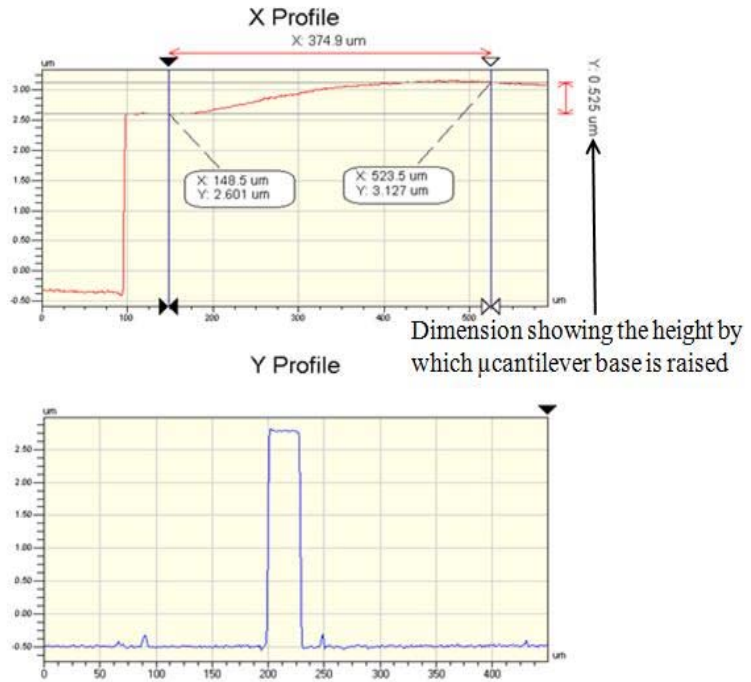 X Profile
X: 374.9 um
um
3.00
2.50
2.00
1.50
1.00
0.50
0.00
-0.50
X: 148.5 um
Y: 2.601 um
X: 523.5 um
Y: 3.127 um
Y: 0.525 um
um
0 100 200 300 400 500
Dimension showing the height by
which µcantilever base is raised
Y Profile
um
2.50
2.00
1.50
1.00
0.50
0.00
-0.50
um
0 50 100 150 200 250 300 350 400